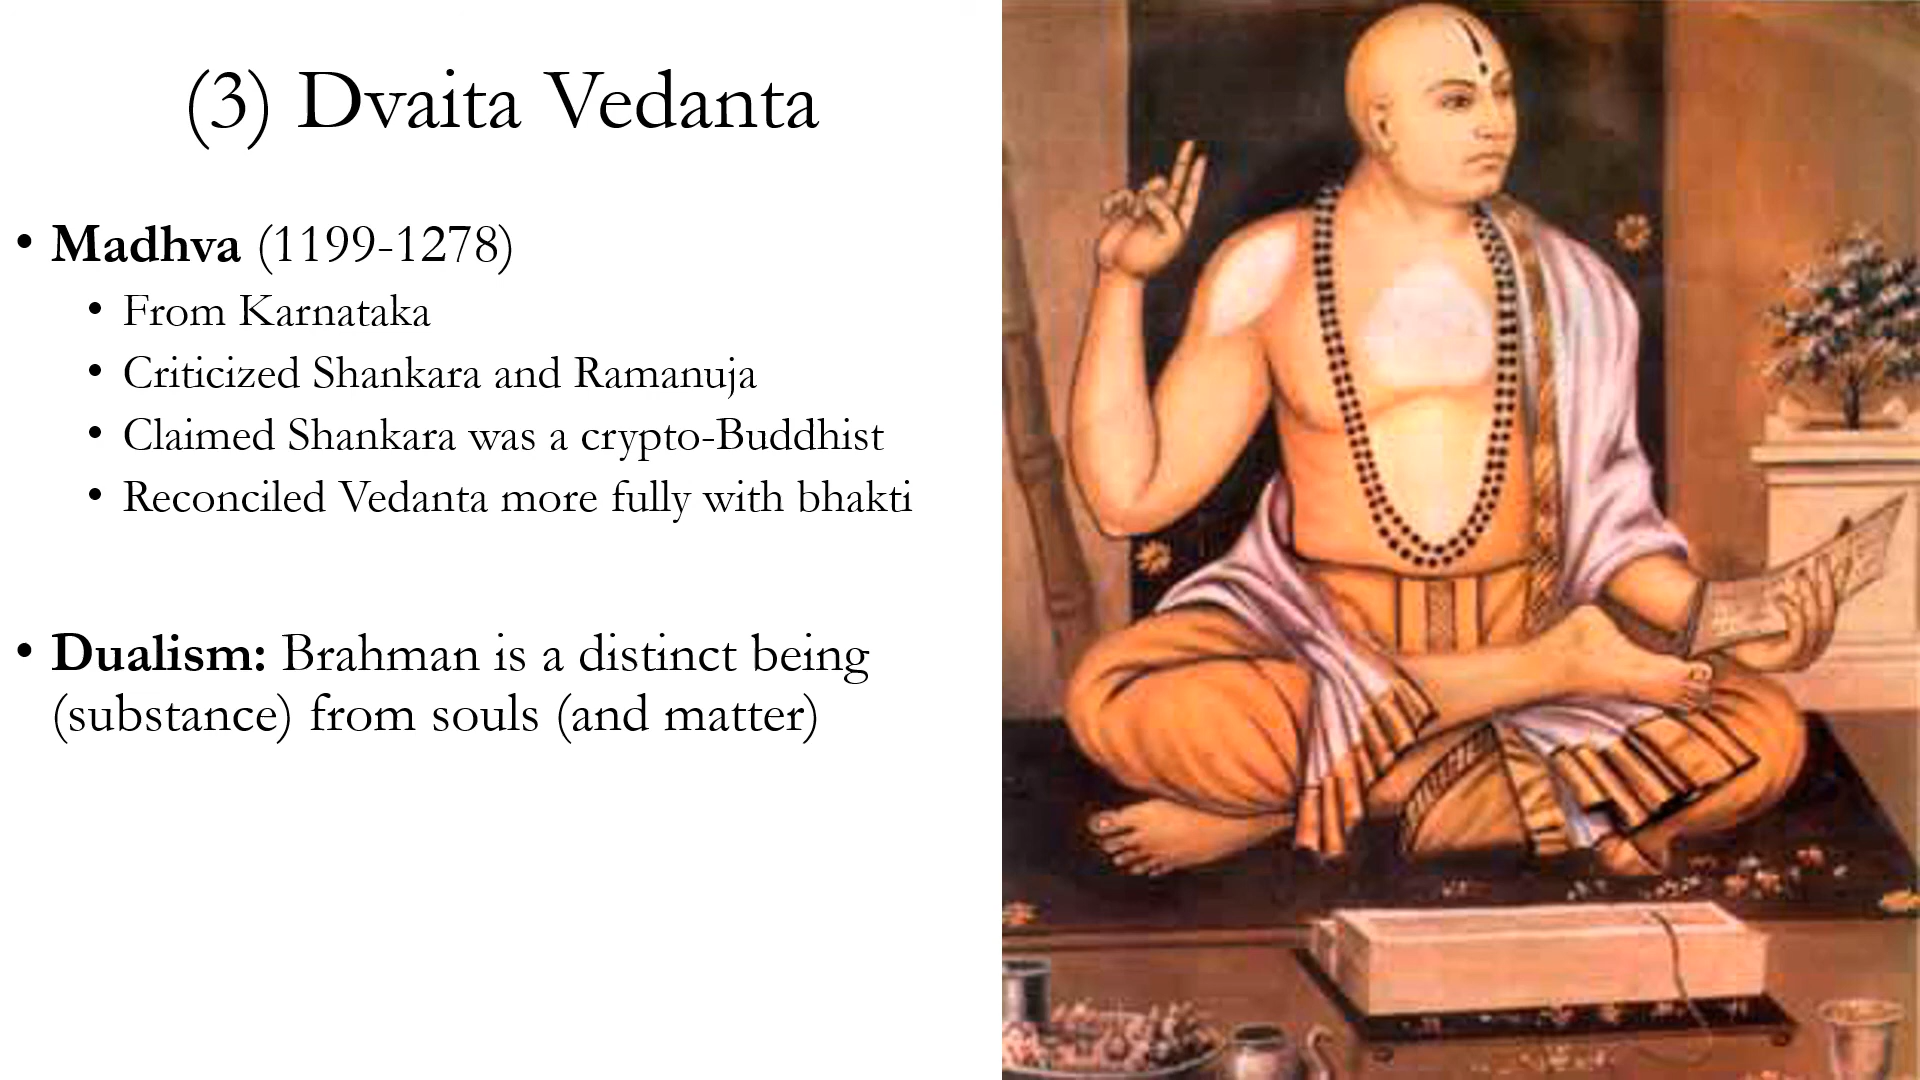 (3) Dvaita Vedanta
• Madhva (1199-1278)
• From Karnataka
• Criticized Shankara and Ramanuja
• Claimed Shankara was a crypto-Buddhist
• Reconciled Vedanta more fully with bhakti
• Dualism: Brahman is a distinct being
(substance) from souls (and matter)